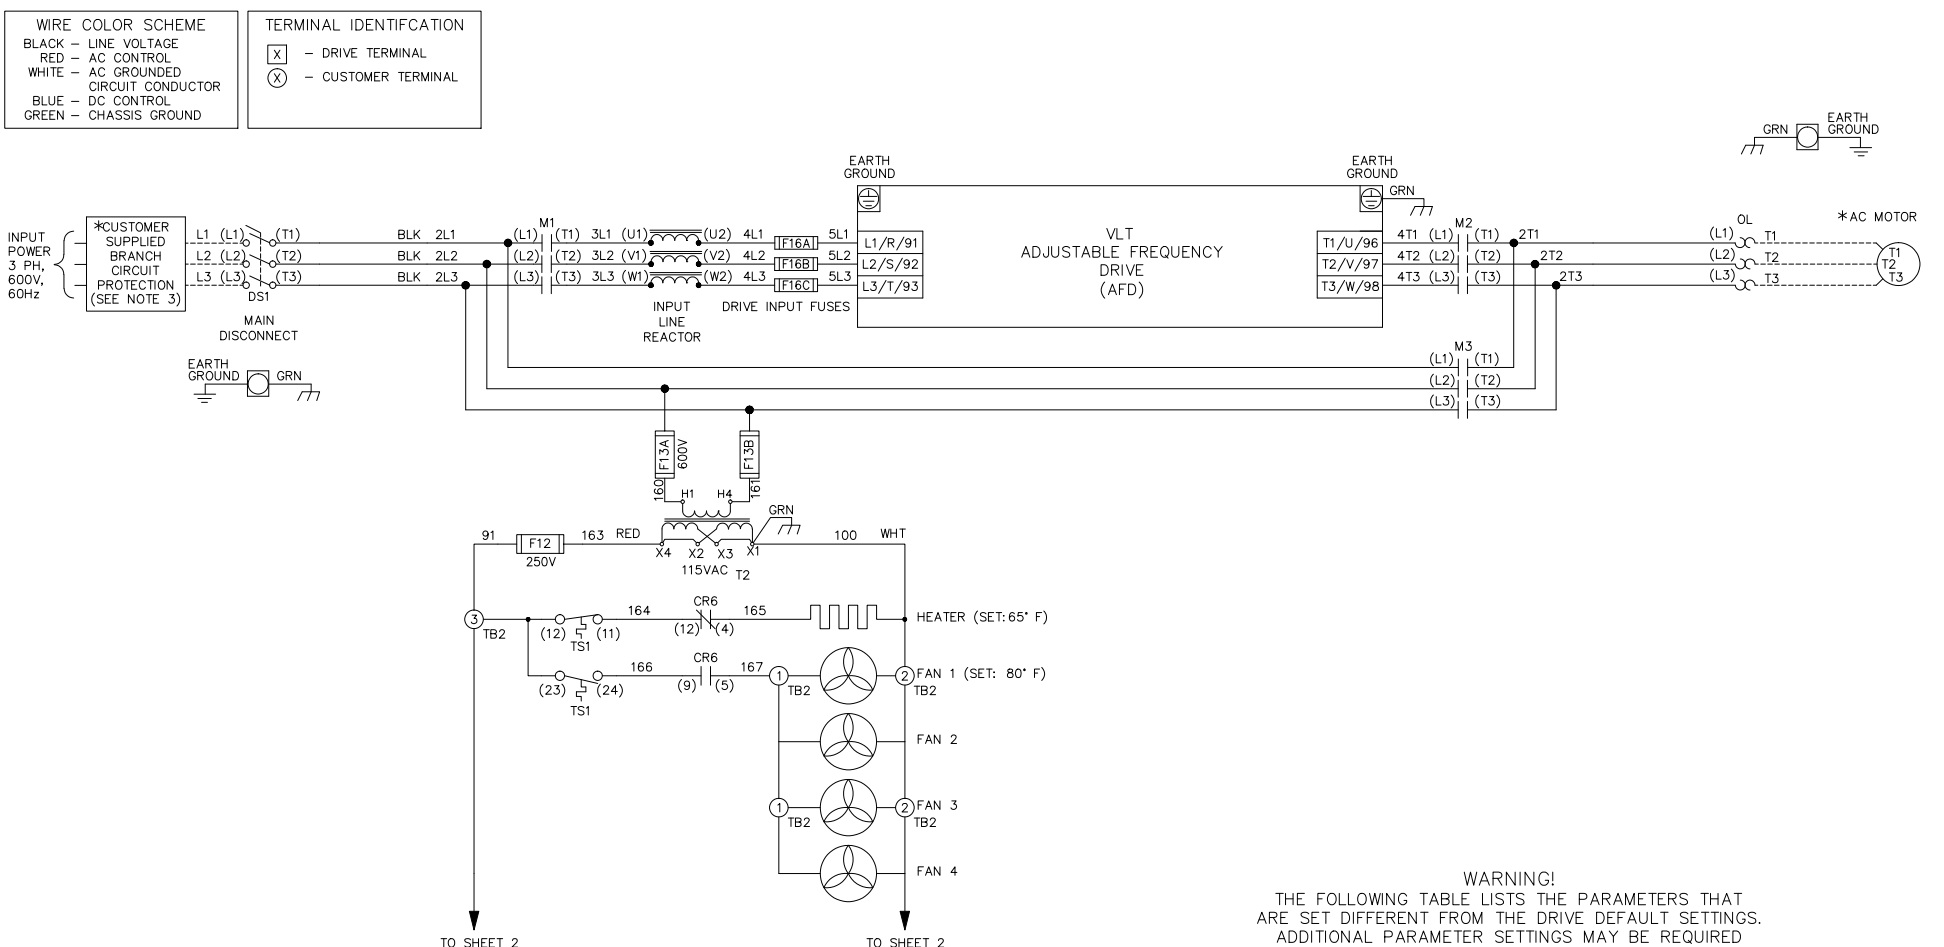 WIRE COLOR SCHEME
BLACK – LINE VOLTAGE
RED – AC CONTROL
WHITE – AC GROUNDED
CIRCUIT CONDUCTOR
BLUE – DC CONTROL
GREEN – CHASSIS GROUND
TERMINAL IDENTIFCATION
X – DRIVE TERMINAL
X – CUSTOMER TERMINAL
GRN
EARTH
GROUND
INPUT
POWER
3 PH,
600V,
60Hz
*CUSTOMER
SUPPLIED
BRANCH
CIRCUIT
PROTECTION
(SEE NOTE 3)
L1 (L1) (T1) BLK 2L1 (L1) M1 (T1) 3L1 (U1) (U2) 4L1 F16A 5L1
L2 (L2) (T2) BLK 2L2 (L2) (T2) 3L2 (V1) (V2) 4L2 F16B 5L2
L3 (L3) (T3) BLK 2L3 (L3) (T3) 3L3 (W1) (W2) 4L3 F16C 5L3
DS1
MAIN
DISCONNECT
INPUT
LINE
REACTOR
DRIVE INPUT FUSES
EARTH
GROUND
L1/R/91
L2/S/92
L3/T/93
VLT
ADJUSTABLE FREQUENCY
DRIVE
(AFD)
EARTH
GROUND
GRN
T1/U/96
T2/V/97
T3/W/98
M2
4T1 (L1) (T1) 2T1
4T2 (L2) (T2) 2T2
4T3 (L3) (T3) 2T3
OL
(L1) T1
(L2) T2
(L3) T3
*AC MOTOR
T1
T2
T3
M3
(L1) (T1)
(L2) (T2)
(L3) (T3)
EARTH
GROUND
GRN
F13A
600V
F13B
160
H1 H4
161
GRN
91 F12 163 RED
250V
X4 X2 X3 X1
100 WHT
115VAC T2
3
TB2
(12) (11)
TS1
164
CR6
(12) (4)
165
HEATER (SET:65° F)
(23) (24)
TS1
166
CR6
(9) (5)
167
1
TB2
2
TB2
FAN 1 (SET: 80° F)
FAN 2
1
TB2
2
TB2
FAN 3
FAN 4
TO SHEET 2
TO SHEET 2
WARNING!
THE FOLLOWING TABLE LISTS THE PARAMETERS THAT
ARE SET DIFFERENT FROM THE DRIVE DEFAULT SETTINGS.
ADDITIONAL PARAMETER SETTINGS MAY BE REQUIRED